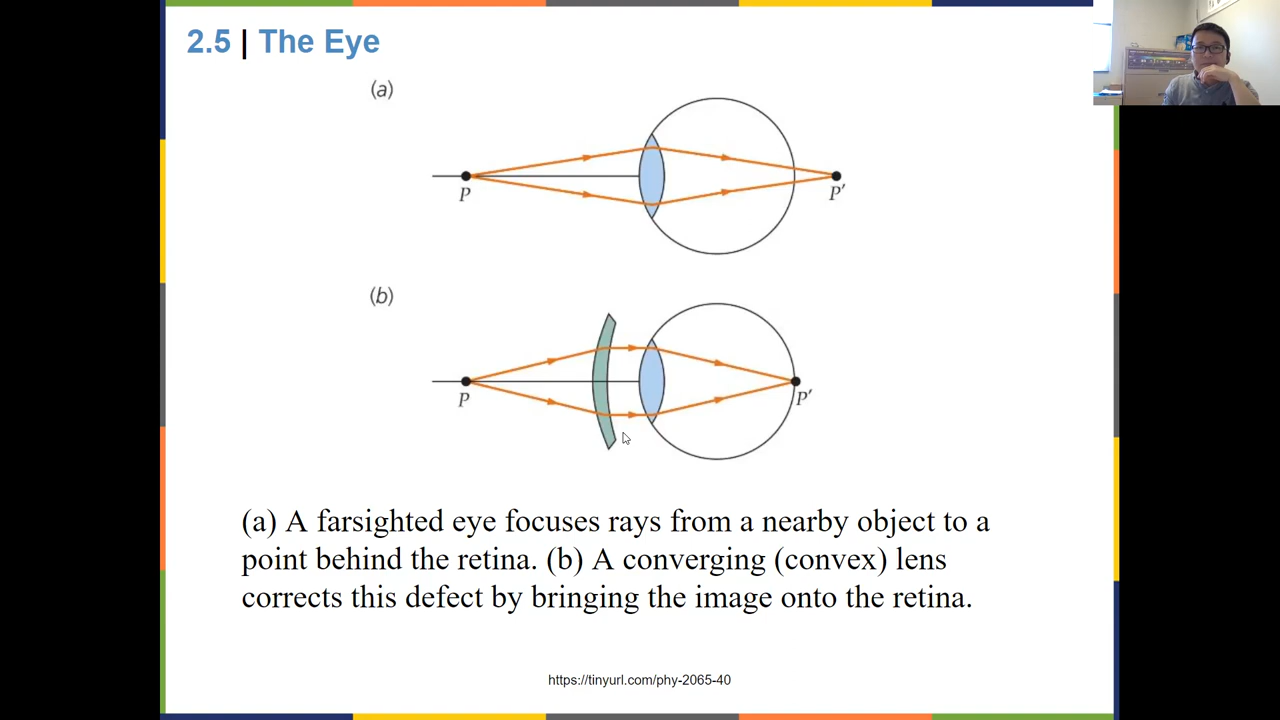 2.5 | The Eye
(a)
P
P′
(b)
P
P′
(a) A farsighted eye focuses rays from a nearby object to a
point behind the retina. (b) A converging (convex) lens
corrects this defect by bringing the image onto the retina.
https://tinyurl.com/phy-2065-40